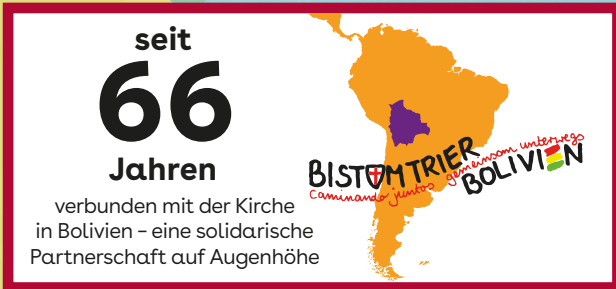 seit
66
Jahren
verbunden mit der Kirche
in Bolivien – eine solidarische
Partnerschaft auf Augenhöhe
BISTUM TRIER
BOLIVIEN
Caminando juntos gemeinsam unterwegs